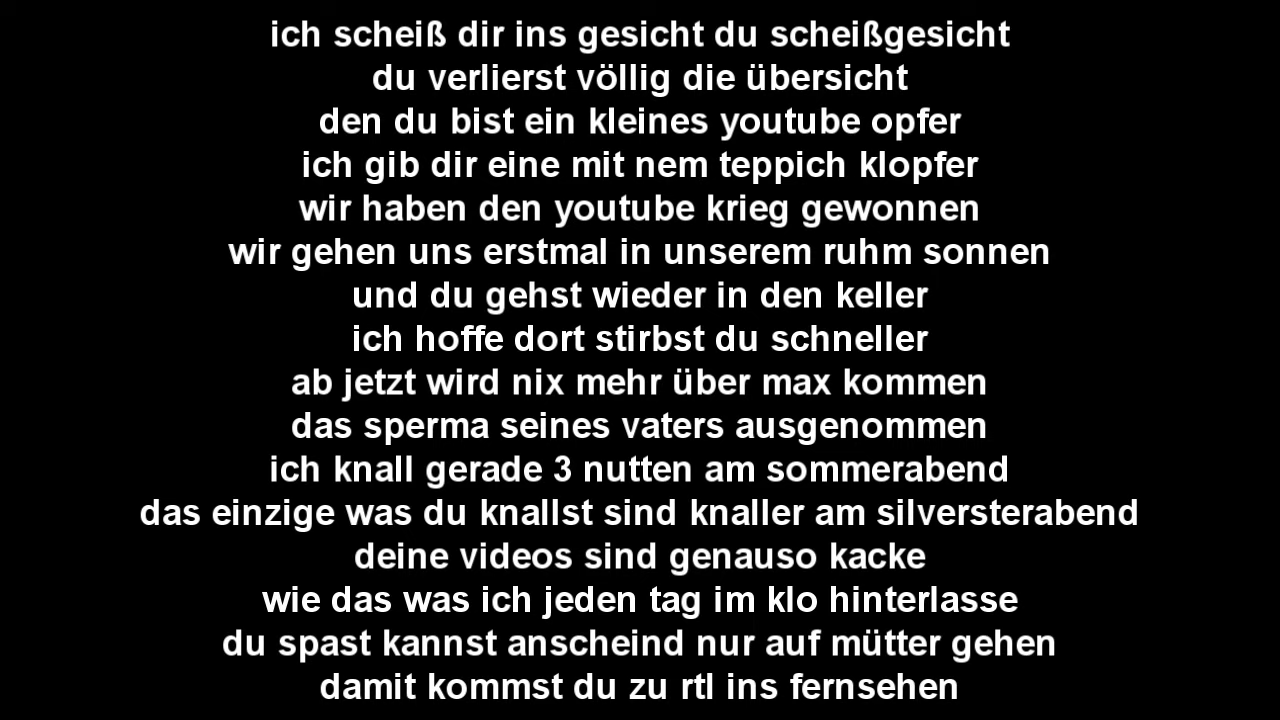 ich scheiß dir ins gesicht du scheißgesicht
du verlierst völlig die übersicht
den du bist ein kleines youtube opfer
ich gib dir eine mit nem teppich klopfer
wir haben den youtube krieg gewonnen
wir gehen uns erstmal in unserem ruhm sonnen
und du gehst wieder in den keller
ich hoffe dort stirbst du schneller
ab jetzt wird nix mehr über max kommen
das sperma seines vaters ausgenommen
ich knall gerade 3 nutten am sommerabend
das einzige was du knallst sind knaller am silversterabend
deine videos sind genauso kacke
wie das was ich jeden tag im klo hinterlasse
du spast kannst anscheind nur auf mütter gehen
damit kommst du zu rtl ins fernsehen